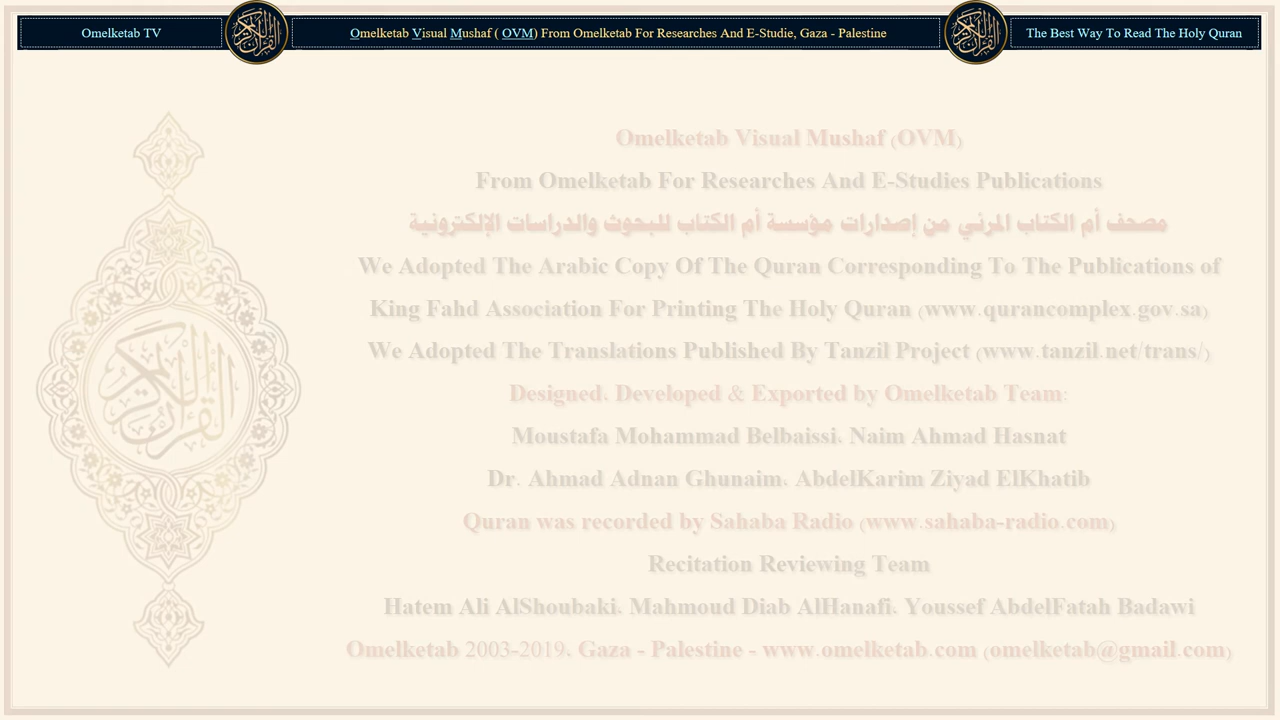 Omelketab TV
Omelketab Visual Mushaf ( OVM) From Omelketab For Researches And E-Studie, Gaza - Palestine
The Best Way To Read The Holy Quran
Omelketab Visual Mushaf (OVM)
From Omelketab For Researches And E-Studies Publications
مصحف أم الكتاب المرئي من إصدارات مؤسسة أم الكتاب للبحوث والدراسات الإلكترونية
We Adopted The Arabic Copy Of The Quran Corresponding To The Publications of
King Fahd Association For Printing The Holy Quran (www.qurancomplex.gov.sa)
We Adopted The Translations Published By Tanzil Project (www.tanzil.net/trans/)
Designed، Developed & Exported by Omelketab Team:
Moustafa Mohammad Belbaissi، Naim Ahmad Hasnat
Dr. Ahmad Adnan Ghunaim، AbdelKarim Ziyad ElKhatib
Quran was recorded by Sahaba Radio (www.sahaba-radio.com)
Recitation Reviewing Team
Hatem Ali AlShoubaki، Mahmoud Diab AlHanafi، Youssef AbdelFatah Badawi
Omelketab 2003-2019، Gaza - Palestine - www.omelketab.com (omelketab@gmail.com)
القرآن الكريم